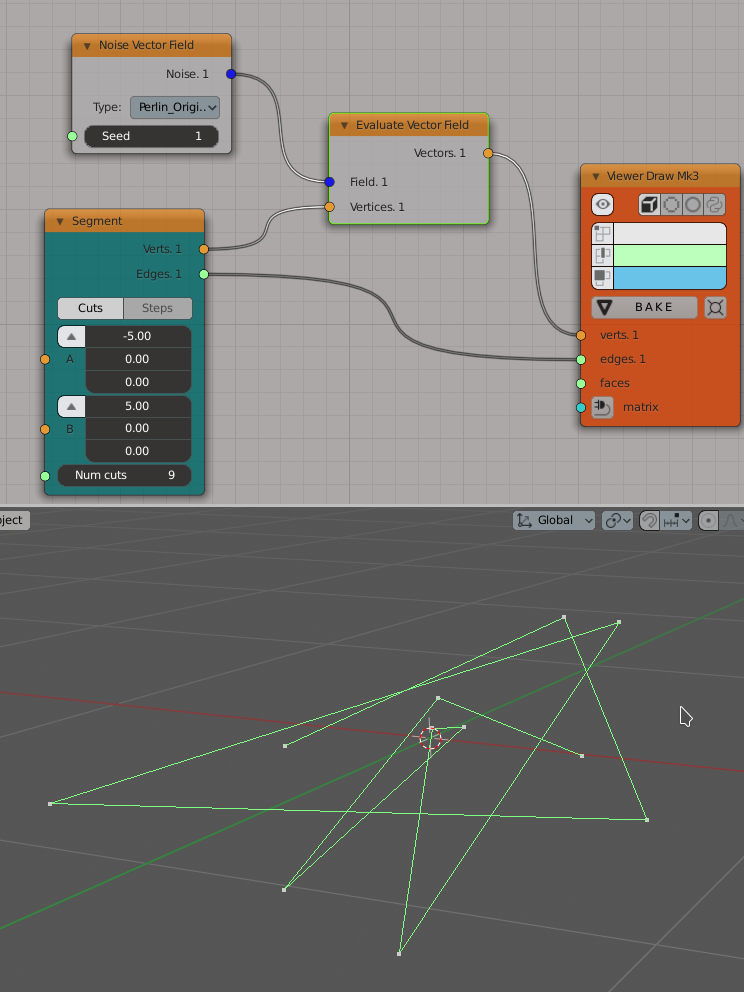 Noise Vector Field
Noise. 1
Type: Perlin_Origi..
Seed 1
Evaluate Vector Field
Vectors. 1
Field. 1
Vertices. 1
Segment
Verts. 1
Edges. 1
Cuts Steps
-5.00
A 0.00
0.00
5.00
B 0.00
0.00
Num cuts 9
Viewer Draw Mk3
BAKE
verts. 1
edges. 1
faces
matrix
ject
Global